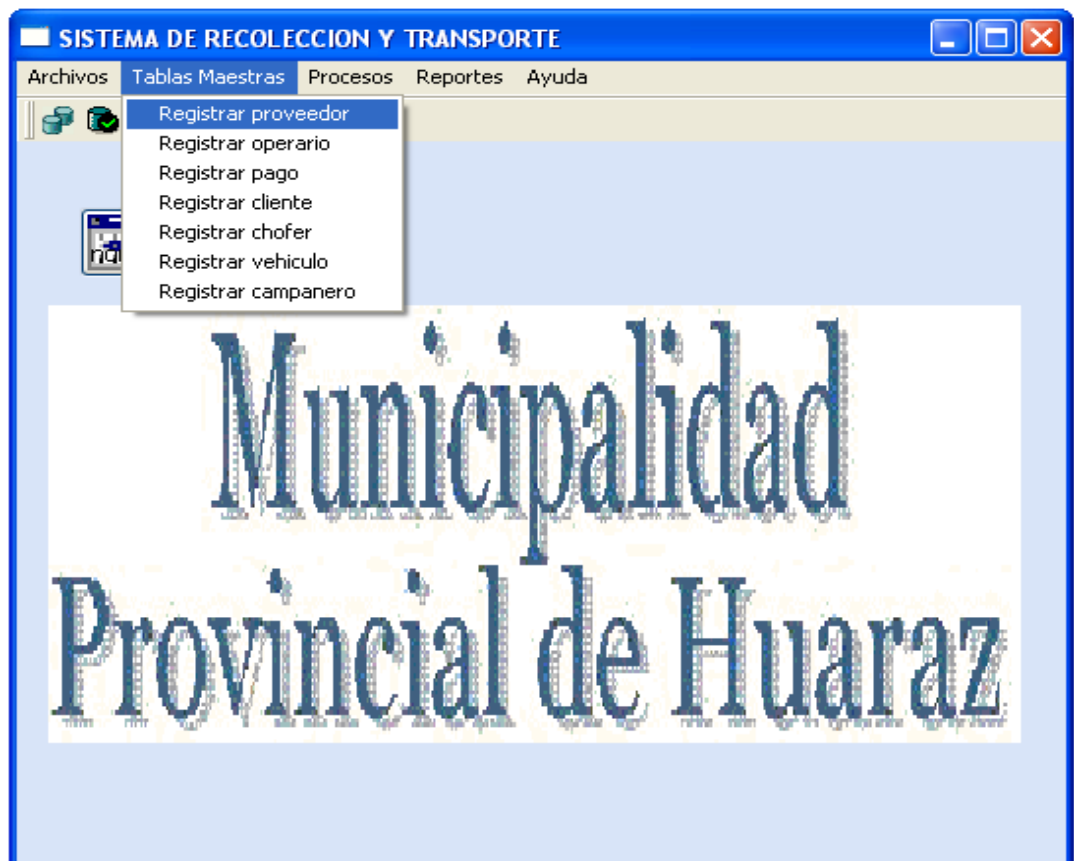 SISTEMA DE RECOLECCION Y TRANSPORTE
Archivos Tablas Maestras Procesos Reportes Ayuda
Registrar proveedor
Registrar operario
Registrar pago
Registrar cliente
Registrar chofer
Registrar vehiculo
Registrar campanero
Municipalidad
Provincial de Huaraz